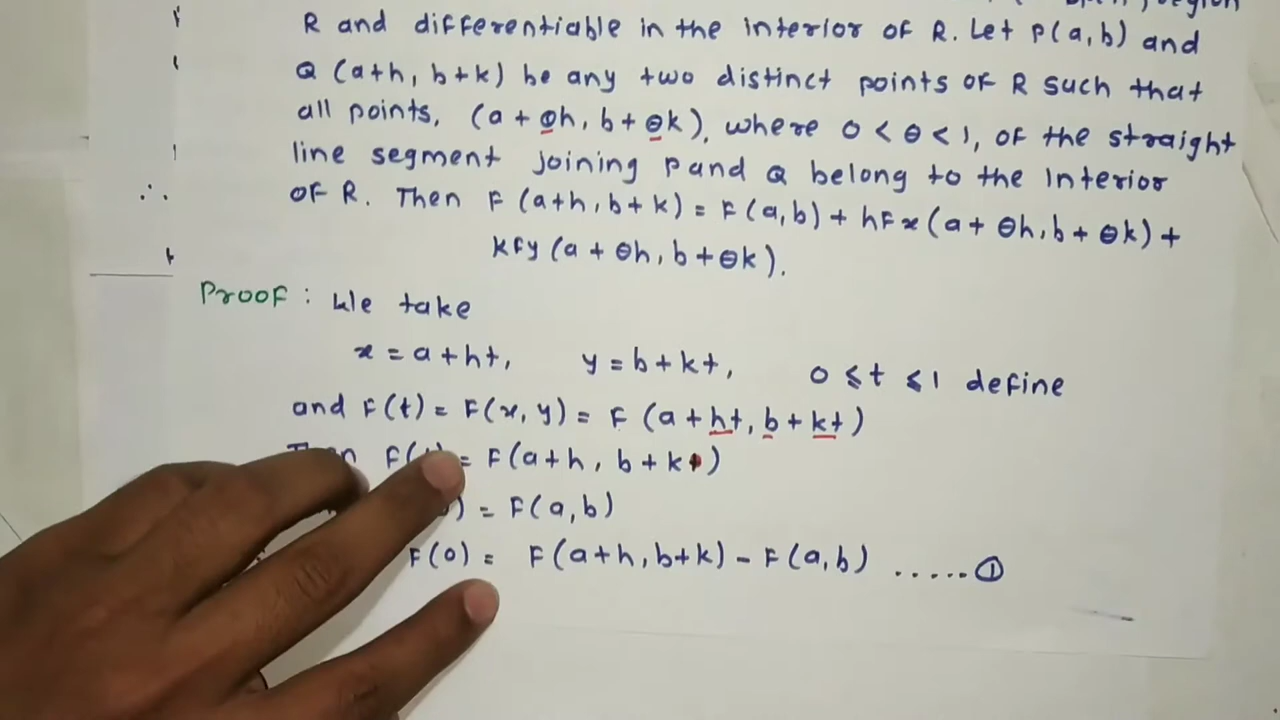 R and differentiable in the interior of R. Let P(a,b) and
Q (a+h, b+k) be any two distinct points of R such that
all points, (a + θh, b + θk), where 0 < θ < 1, of the straight
line segment joining P and Q belong to the interior
∴ of R. Then F (a+h, b+k) = F(a,b) + hFx (a + θh, b + θk) +
kFy (a + θh, b + θk).
Proof : We take
x = a + ht, y = b + kt, 0 ≤ t ≤ 1 define
and F(t) = F(x, y) = F (a + ht, b + kt)
= F(a+h, b+k)
) = F(a,b)
F(0) = F(a+h, b+k) - F(a,b) ...... ①